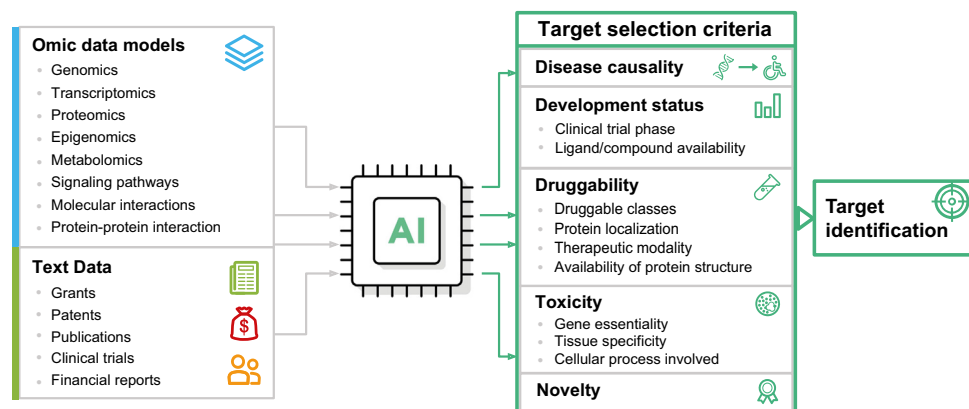 Omic data models
Genomics
Transcriptomics
Proteomics
Epigenomics
Metabolomics
Signaling pathways
Molecular interactions
Protein-protein interaction
Text Data
Grants
Patents
Publications
Clinical trials
Financial reports
$
AI
Target selection criteria
Disease causality
Development status
Clinical trial phase
Ligand/compound availability
Druggability
Druggable classes
Protein localization
Therapeutic modality
Availability of protein structure
Toxicity
Gene essentiality
Tissue specificity
Cellular process involved
Novelty
Target
identification